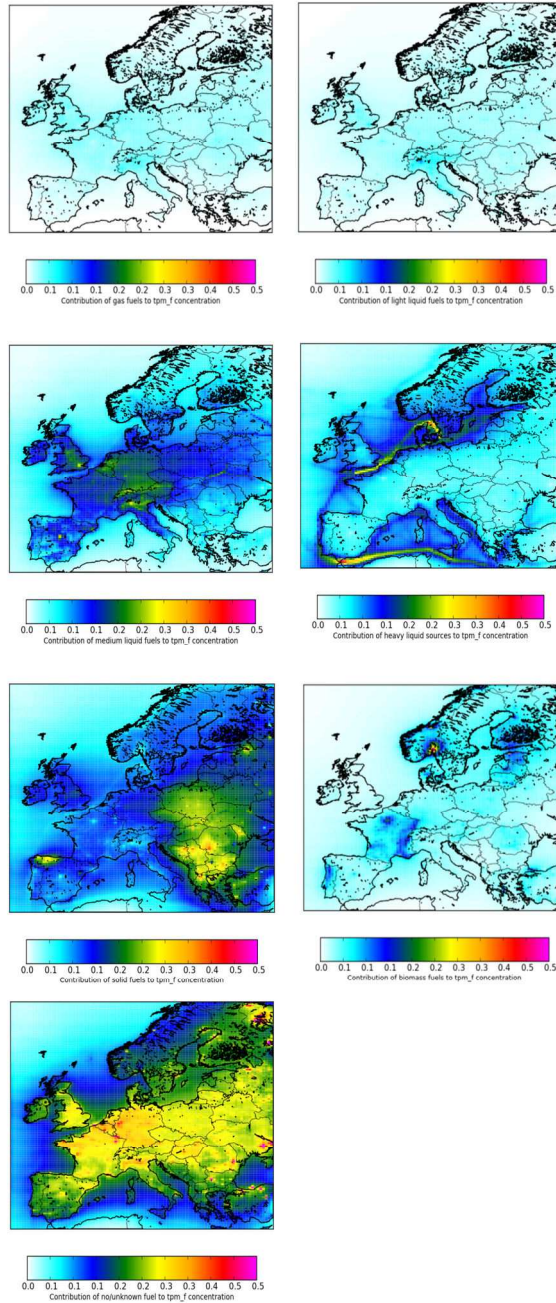 0.0 0.1 0.1 0.1 0.2 0.3 0.3 0.4 0.4 0.5 0.5
Contribution of gas fuels to tpm_f concentration
0.0 0.1 0.1 0.1 0.2 0.3 0.3 0.4 0.4 0.5 0.5
Contribution of light liquid fuels to tpm_f concentration
0.0 0.1 0.1 0.1 0.2 0.3 0.3 0.4 0.4 0.5 0.5
Contribution of medium liquid fuels to tpm_f concentration
0.0 0.1 0.1 0.1 0.2 0.3 0.3 0.4 0.4 0.5 0.5
Contribution of heavy liquid sources to tpm_f concentration
0.0 0.1 0.1 0.1 0.2 0.3 0.3 0.4 0.4 0.5 0.5
Contribution of solid fuels to tpm_f concentration
0.0 0.1 0.1 0.1 0.2 0.3 0.3 0.4 0.4 0.5 0.5
Contribution of biomass fuels to tpm_f concentration
0.0 0.1 0.1 0.1 0.2 0.3 0.3 0.4 0.4 0.5 0.5
Contribution of no/unknown fuel to tpm_f concentration